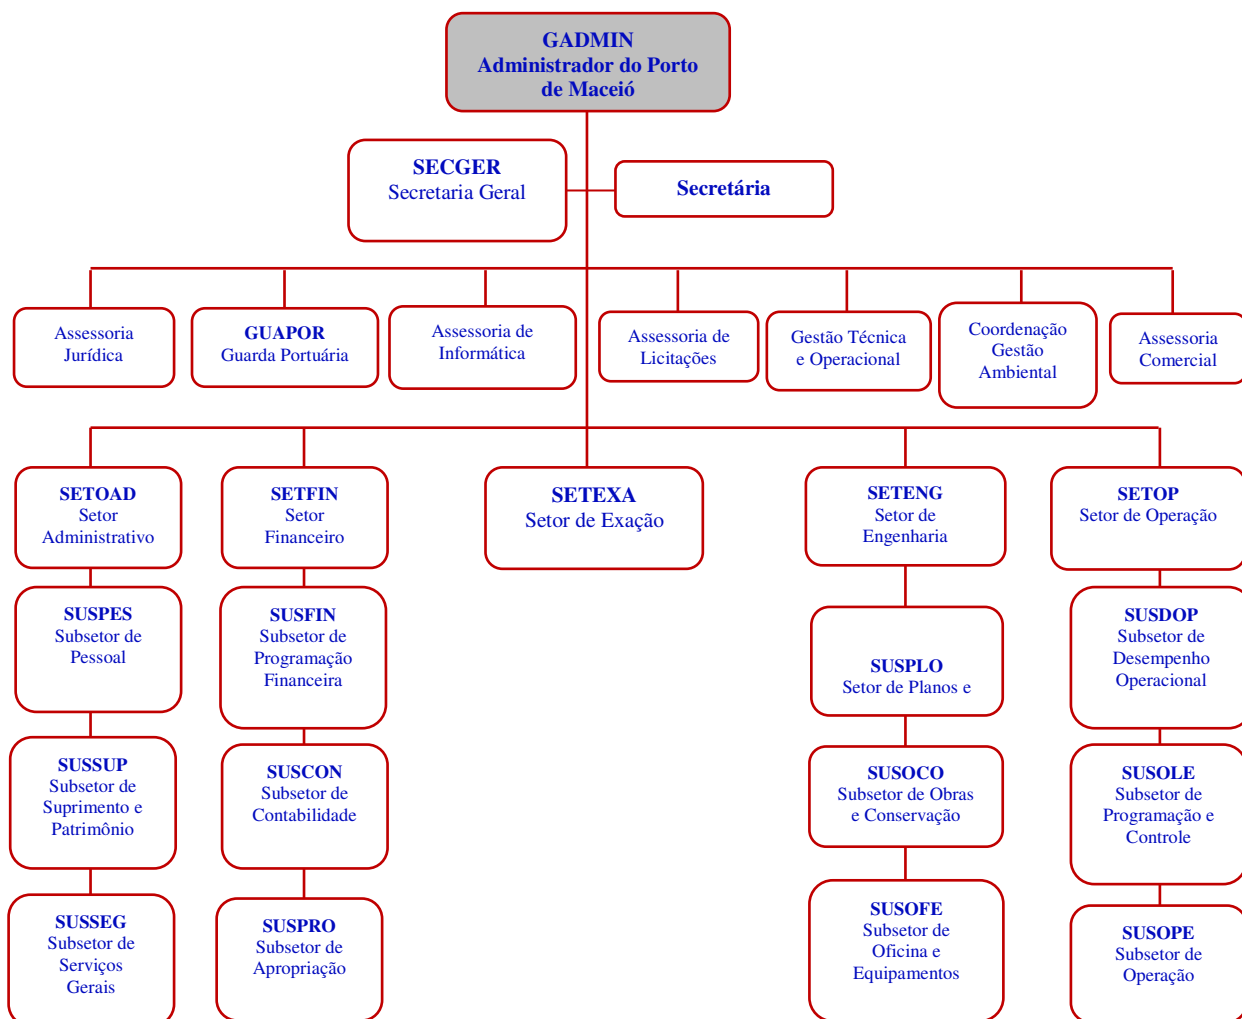 GADMIN
Administrador do Porto
de Maceió
SECGER
Secretaria Geral
Secretária
Assessoria
Jurídica
GUAPOR
Guarda Portuária
Assessoria de
Informática
Assessoria de
Licitações
Gestão Técnica
e Operacional
Coordenação
Gestão
Ambiental
Assessoria
Comercial
SETOAD
Setor
Administrativo
SETFIN
Setor
Financeiro
SETEXA
Setor de Exação
SETENG
Setor de
Engenharia
SETOP
Setor de Operação
SUSPES
Subsetor de
Pessoal
SUSFIN
Subsetor de
Programação
Financeira
SUSPLO
Setor de Planos e
SUSDOP
Subsetor de
Desempenho
Operacional
SUSSUP
Subsetor de
Suprimento e
Patrimônio
SUSCON
Subsetor de
Contabilidade
SUSOCO
Subsetor de Obras
e Conservação
SUSOLE
Subsetor de
Programação e
Controle
SUSSEG
Subsetor de
Serviços
Gerais
SUSPRO
Subsetor de
Apropriação
SUSOFE
Subsetor de
Oficina e
Equipamentos
SUSOPE
Subsetor de
Operação